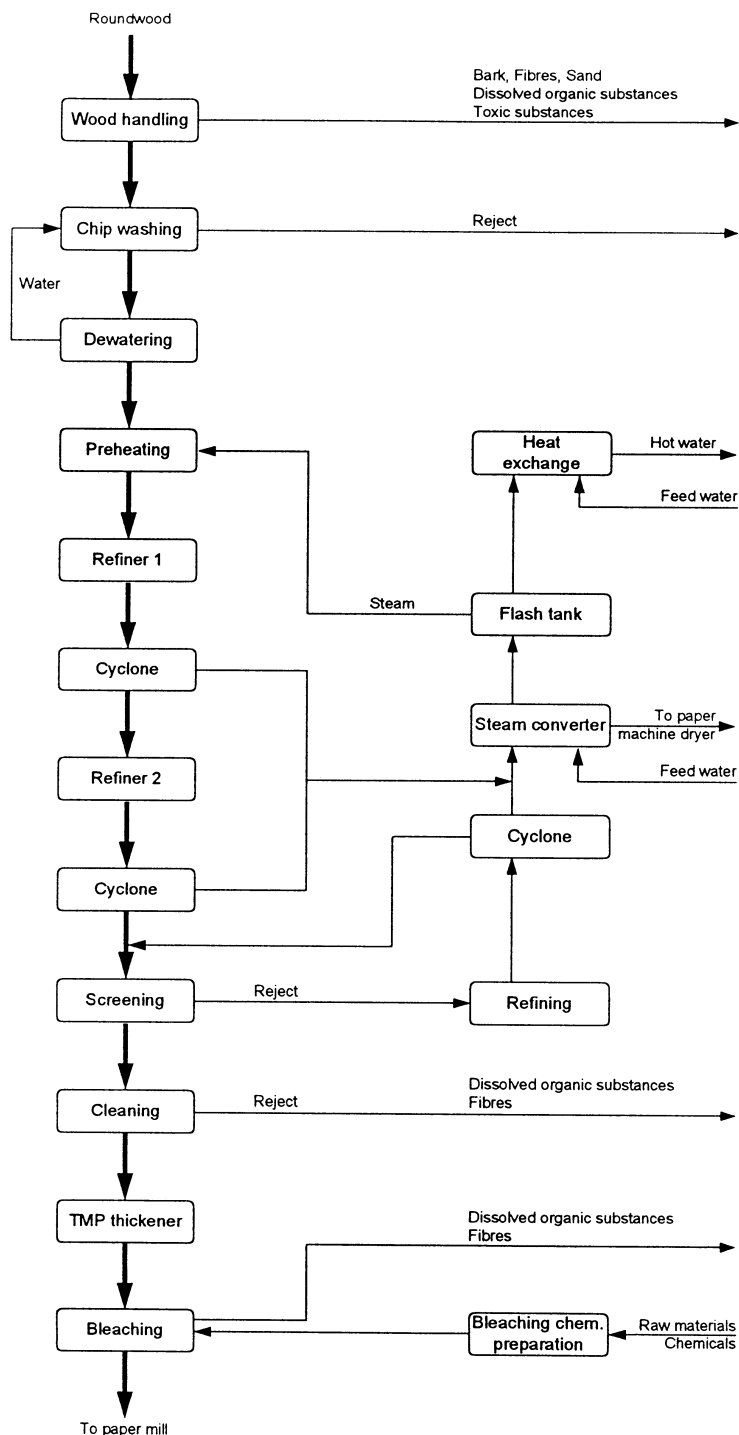 Roundwood
Bark, Fibres, Sand
Dissolved organic substances
Toxic substances
Wood handling
Chip washing
Reject
Water
Dewatering
Preheating
Heat
exchange
Hot water
Feed water
Refiner 1
Steam
Flash tank
Cyclone
Steam converter
To paper
machine dryer
Refiner 2
Feed water
Cyclone
Cyclone
Screening
Reject
Refining
Dissolved organic substances
Fibres
Cleaning
Reject
TMP thickener
Dissolved organic substances
Fibres
Bleaching
Bleaching chem.
preparation
Raw materials
Chemicals
To paper mill